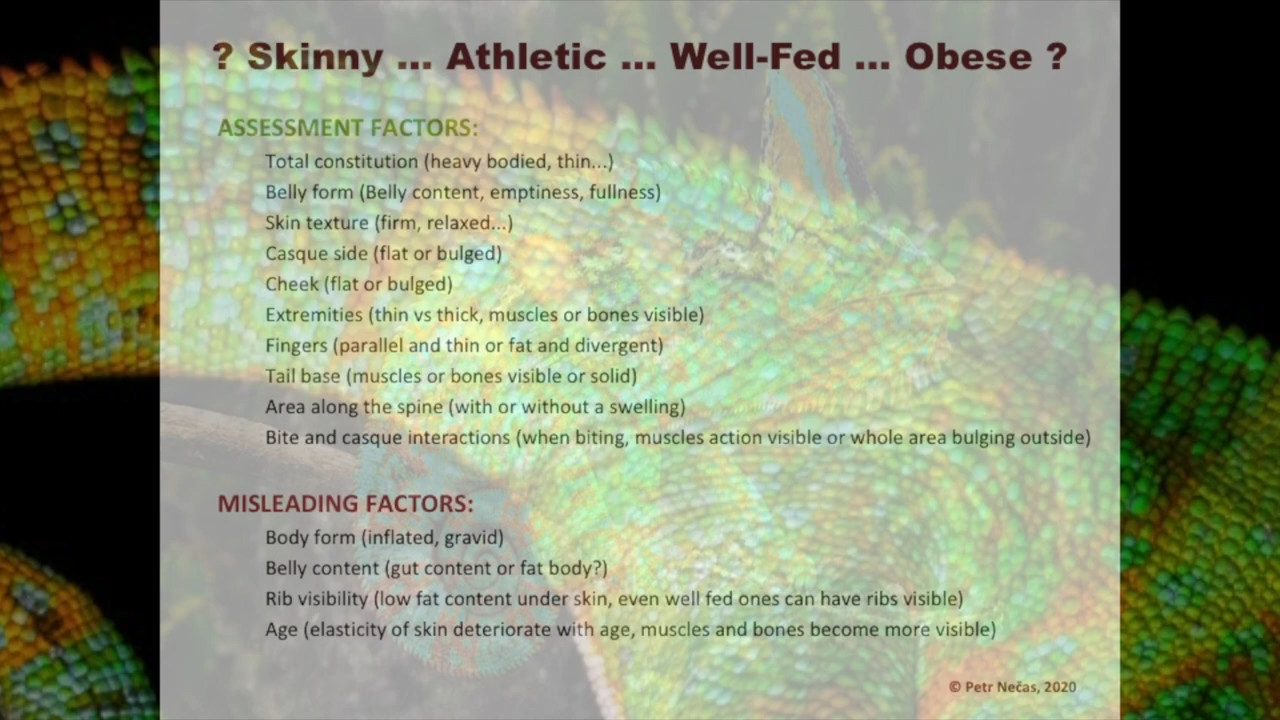 ? Skinny ... Athletic ... Well-Fed ... Obese ?
ASSESSMENT FACTORS:
Total constitution (heavy bodied, thin...)
Belly form (Belly content, emptiness, fullness)
Skin texture (firm, relaxed...)
Casque side (flat or bulged)
Cheek (flat or bulged)
Extremities (thin vs thick, muscles or bones visible)
Fingers (parallel and thin or fat and divergent)
Tail base (muscles or bones visible or solid)
Area along the spine (with or without a swelling)
Bite and casque interactions (when biting, muscles action visible or whole area bulging outside)
MISLEADING FACTORS:
Body form (inflated, gravid)
Belly content (gut content or fat body?)
Rib visibility (low fat content under skin, even well fed ones can have ribs visible)
Age (elasticity of skin deteriorate with age, muscles and bones become more visible)
© Petr Nečas, 2020